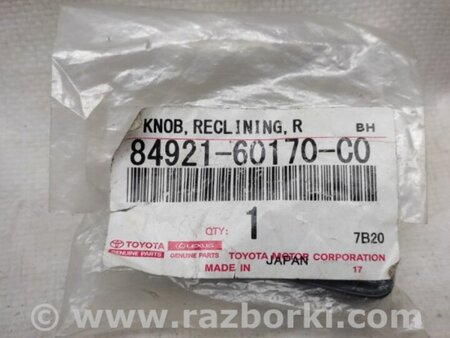 KNOB, RECLINING, R BH
84921-60170-C0
QTY: 1 7B20
TOYOTA LEXUS
GENUINE PARTS GENUINE PARTS TOYOTA MOTOR CORPORATION
MADE IN JAPAN 17
© www.razborki.com